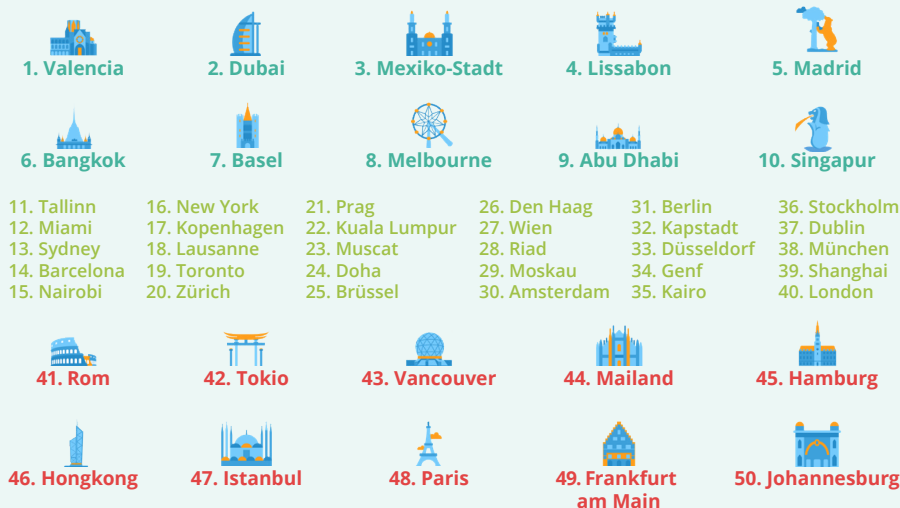 1. Valencia
2. Dubai
3. Mexiko-Stadt
4. Lissabon
5. Madrid
6. Bangkok
7. Basel
8. Melbourne
9. Abu Dhabi
10. Singapur
11. Tallinn
12. Miami
13. Sydney
14. Barcelona
15. Nairobi
16. New York
17. Kopenhagen
18. Lausanne
19. Toronto
20. Zürich
21. Prag
22. Kuala Lumpur
23. Muscat
24. Doha
25. Brüssel
26. Den Haag
27. Wien
28. Riad
29. Moskau
30. Amsterdam
31. Berlin
32. Kapstadt
33. Düsseldorf
34. Genf
35. Kairo
36. Stockholm
37. Dublin
38. München
39. Shanghai
40. London
41. Rom
42. Tokio
43. Vancouver
44. Mailand
45. Hamburg
46. Hongkong
47. Istanbul
48. Paris
49. Frankfurt
am Main
50. Johannesburg